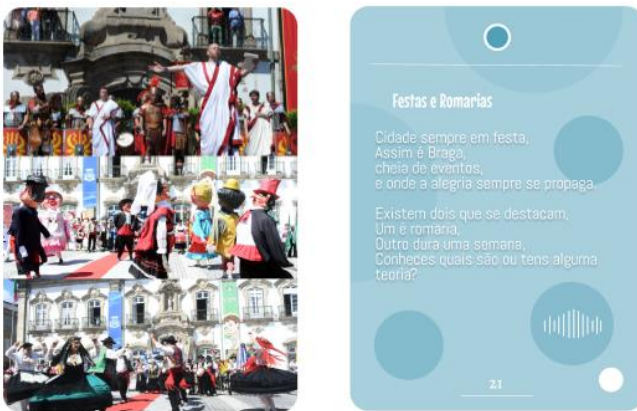 Festas e Romarias
Cidade sempre em festa,
Assim é Braga,
cheia de eventos,
e onde a alegria sempre se propaga.
Existem dois que se destacam,
Um é romaria,
Outro dura uma semana,
Conheces quais são ou tens alguma
teoria?
21